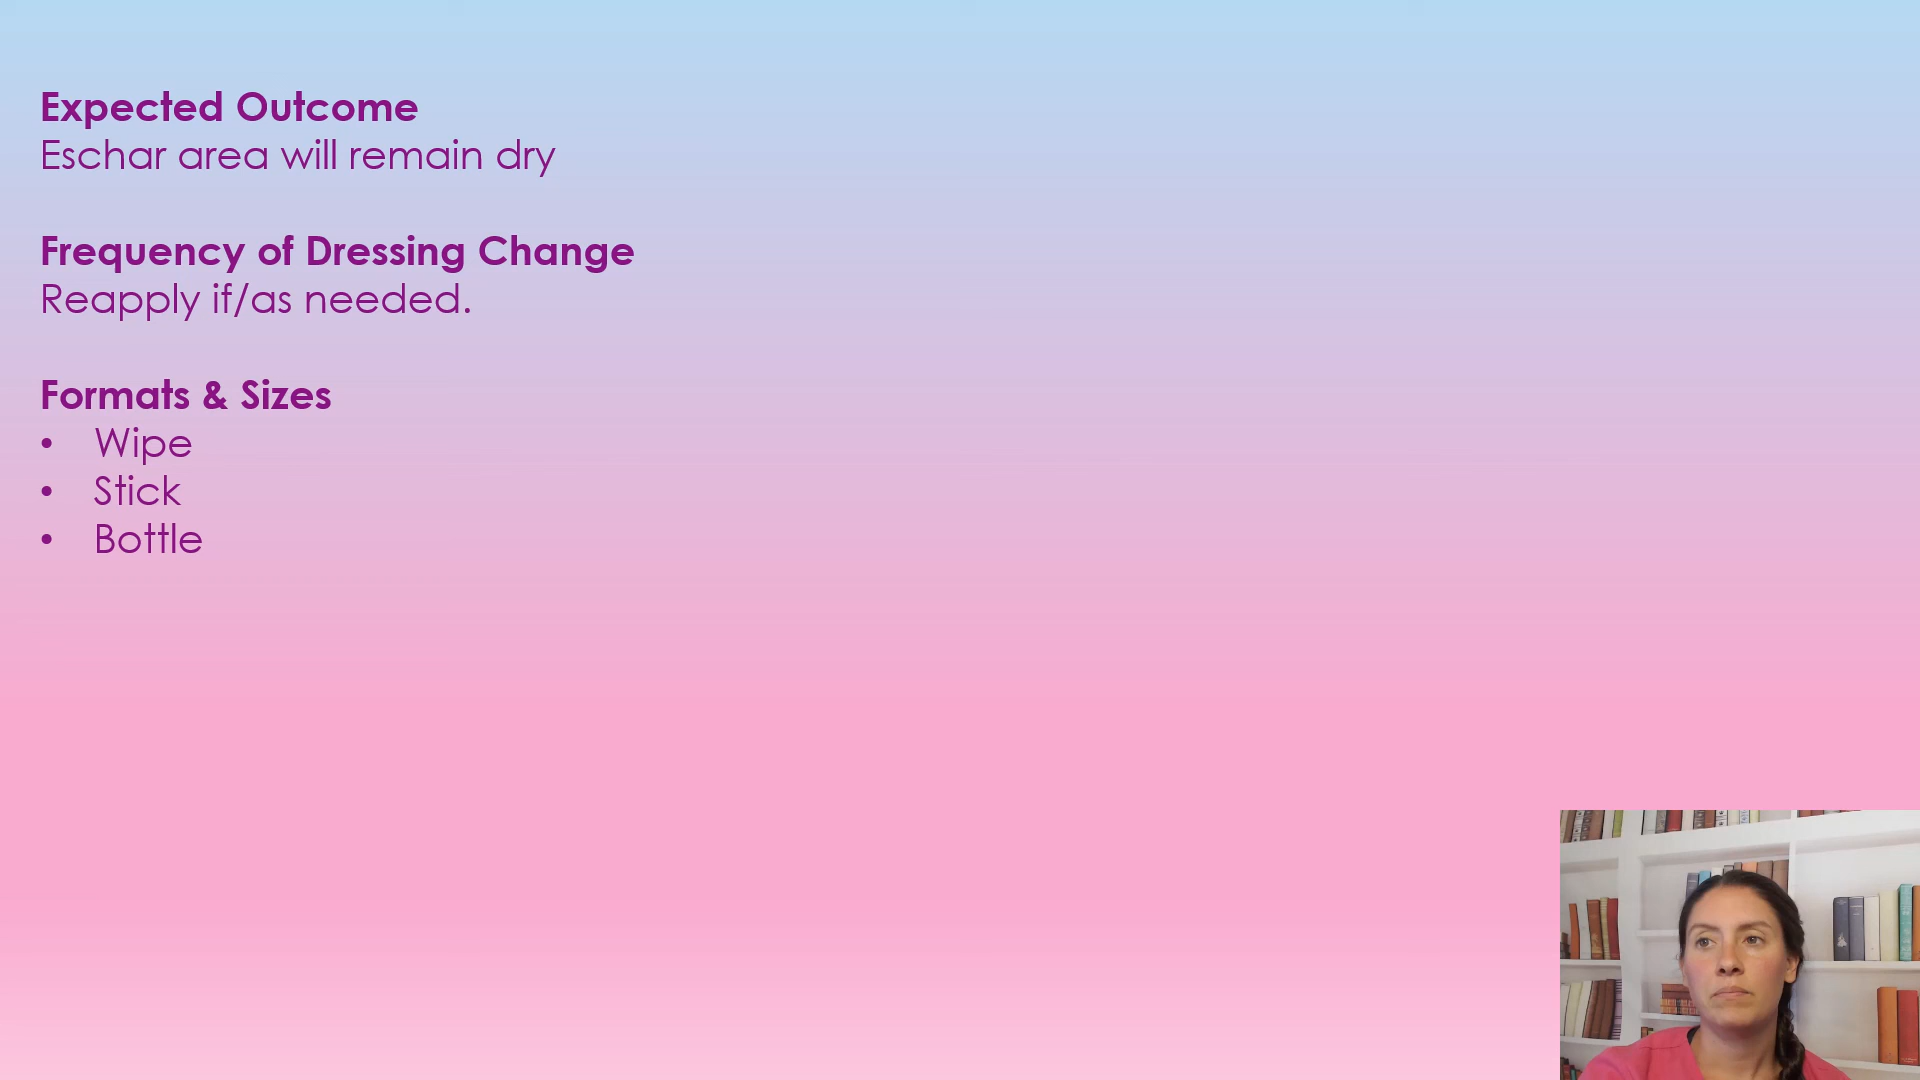 Expected Outcome
Eschar area will remain dry
Frequency of Dressing Change
Reapply if/as needed.
Formats & Sizes
• Wipe
• Stick
• Bottle